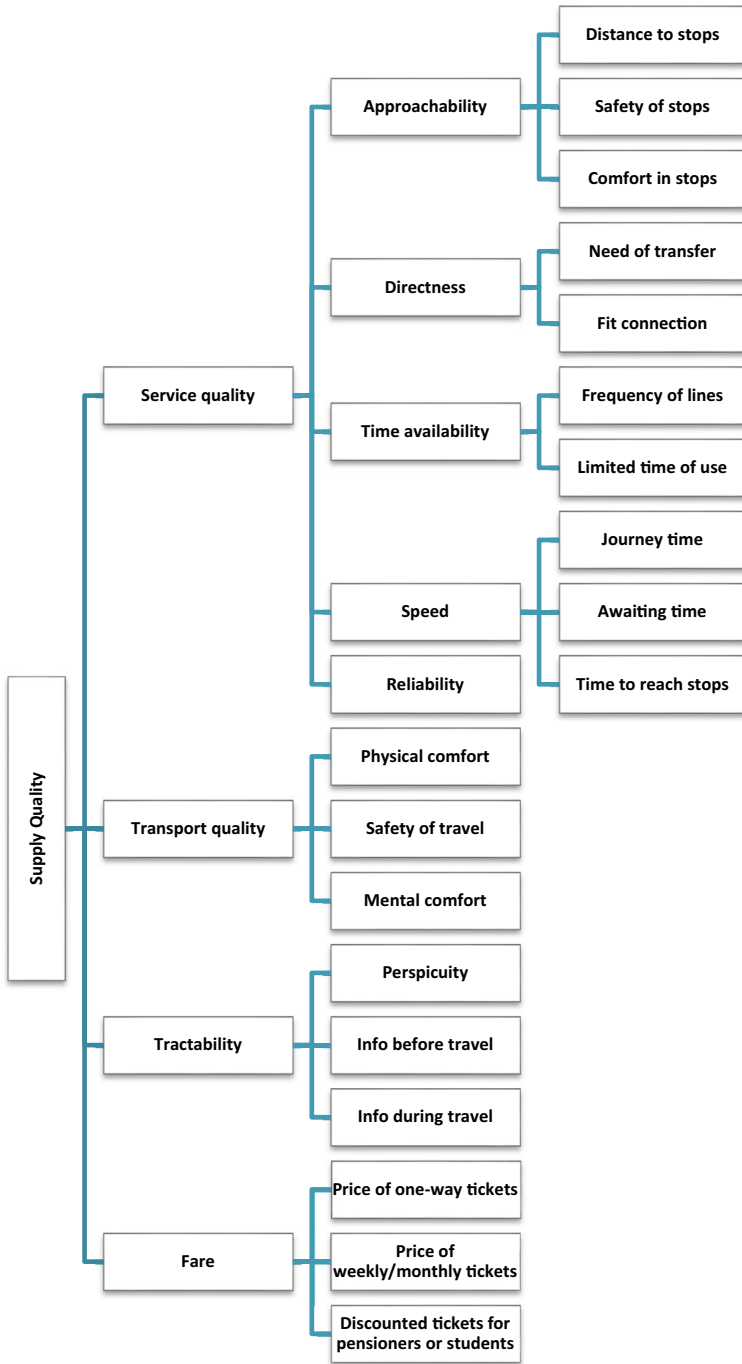 Supply Quality
Service quality
Approachability
Distance to stops
Safety of stops
Comfort in stops
Directness
Need of transfer
Fit connection
Time availability
Frequency of lines
Limited time of use
Speed
Journey time
Awaiting time
Time to reach stops
Reliability
Transport quality
Physical comfort
Safety of travel
Mental comfort
Tractability
Perspicuity
Info before travel
Info during travel
Fare
Price of one-way tickets
Price of
weekly/monthly tickets
Discounted tickets for
pensioners or students